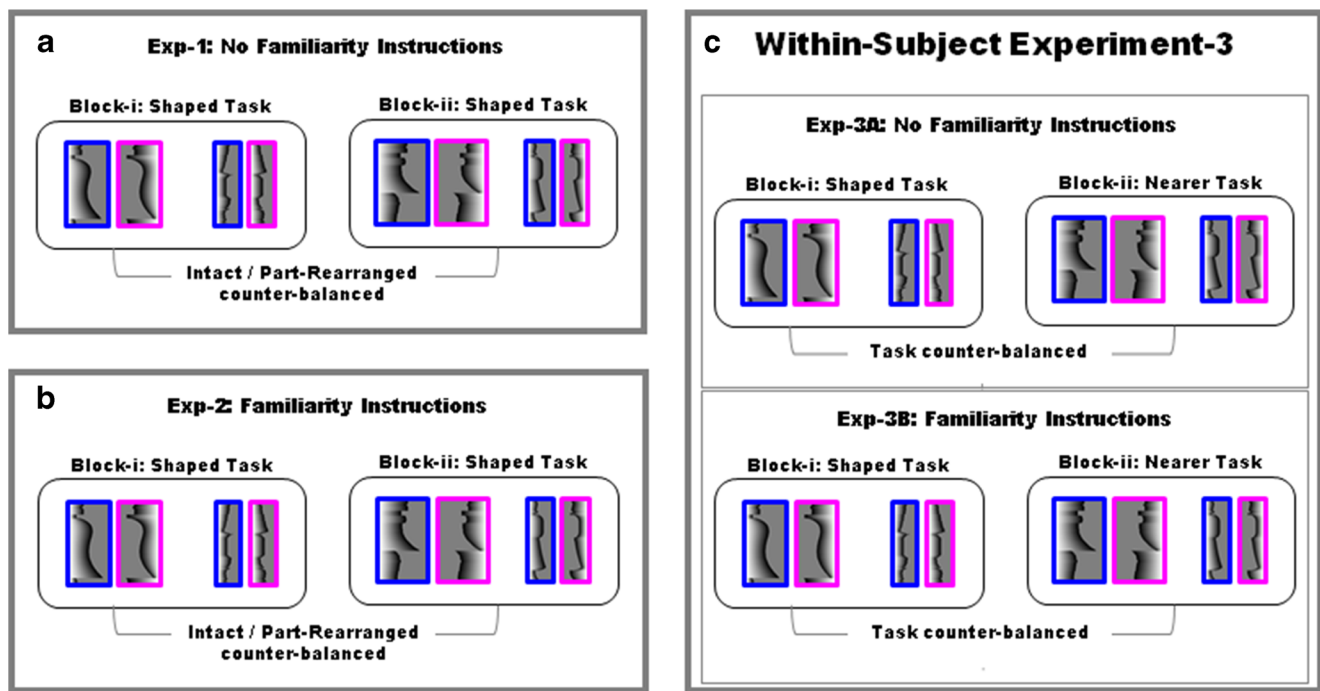 a
Exp-1: No Familiarity Instructions
Block-i: Shaped Task
Block-ii: Shaped Task
Intact / Part-Rearranged
counter-balanced
b
Exp-2: Familiarity Instructions
Block-i: Shaped Task
Block-ii: Shaped Task
Intact / Part-Rearranged
counter-balanced
c
Within-Subject Experiment-3
Exp-3A: No Familiarity Instructions
Block-i: Shaped Task
Block-ii: Nearer Task
Task counter-balanced
Exp-3B: Familiarity Instructions
Block-i: Shaped Task
Block-ii: Nearer Task
Task counter-balanced